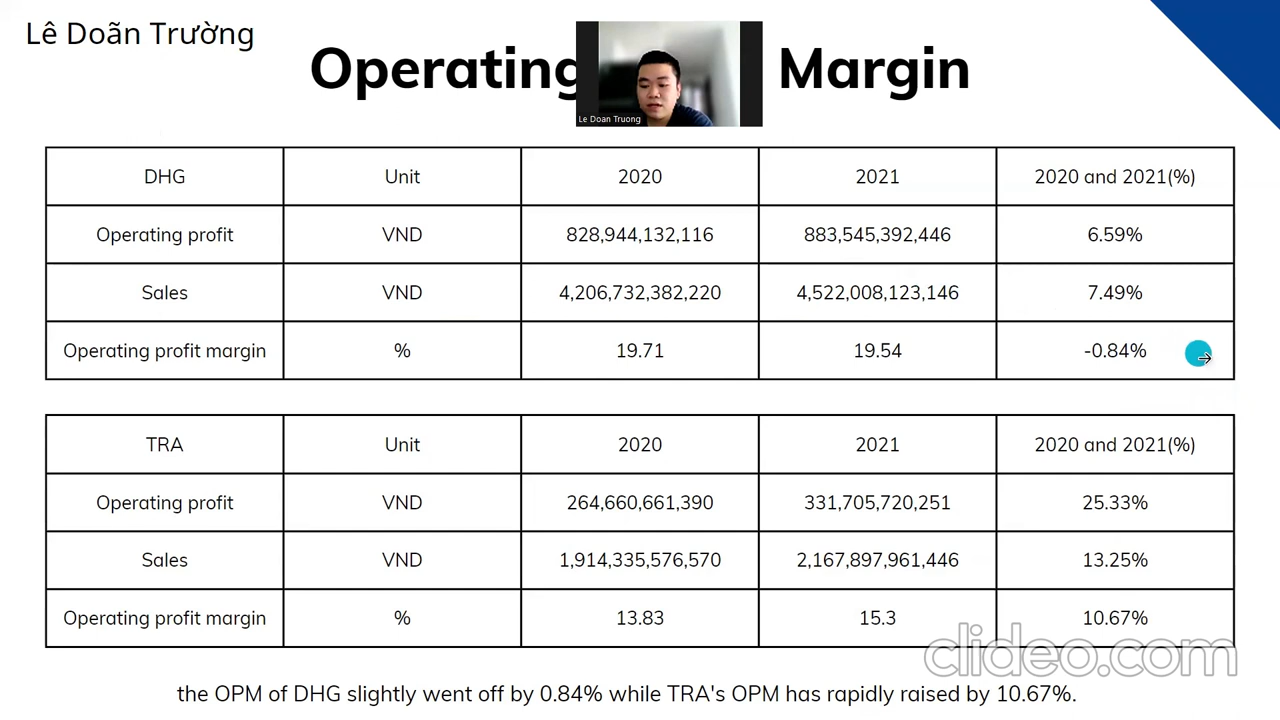 Lê Doãn Trường
Operating Margin
Le Doan Truong
DHG Unit 2020 2021 2020 and 2021(%)
Operating profit VND 828,944,132,116 883,545,392,446 6.59%
Sales VND 4,206,732,382,220 4,522,008,123,146 7.49%
Operating profit margin % 19.71 19.54 -0.84%
TRA Unit 2020 2021 2020 and 2021(%)
Operating profit VND 264,660,661,390 331,705,720,251 25.33%
Sales VND 1,914,335,576,570 2,167,897,961,446 13.25%
Operating profit margin % 13.83 15.3 10.67%
clideo.com
the OPM of DHG slightly went off by 0.84% while TRA's OPM has rapidly raised by 10.67%.